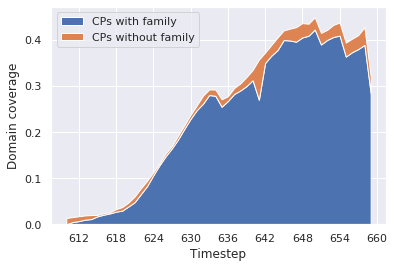 CPs with family
CPs without family
Domain coverage
0.4
0.3
0.2
0.1
0.0
612 618 624 630 636 642 648 654 660
Timestep